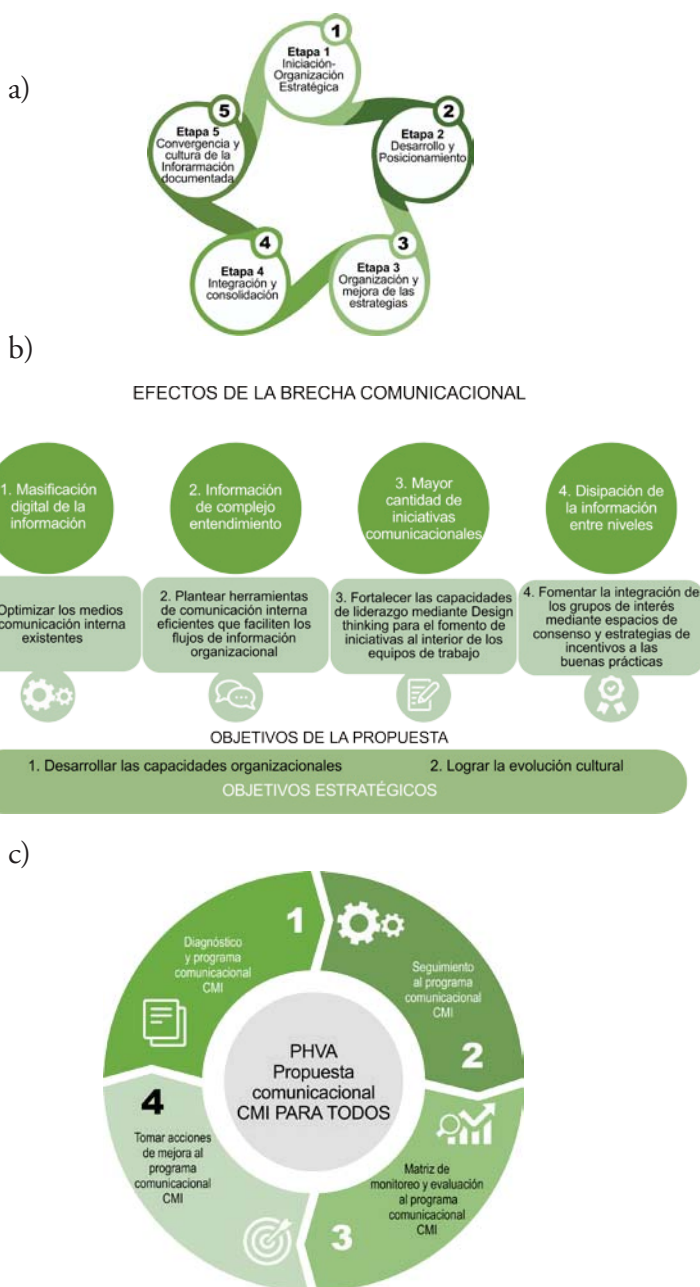 a)
1
Etapa 1
Iniciación-
Organización
Estratégica
2
Etapa 2
Desarrollo y
Posicionamiento
3
Etapa 3
Organización y
mejora de las
estrategias
4
Etapa 4
Integración y
consolidación
5
Etapa 5
Convergencia y
cultura de la
Inforarmación
documentada
b)
EFECTOS DE LA BRECHA COMUNICACIONAL
1. Masificación
digital de la
información
2. Información
de complejo
entendimiento
3. Mayor
cantidad de
iniciativas
comunicacionales
4. Disipación de
la información
entre niveles
Optimizar los medios
comunicación interna
existentes
2. Plantear herramientas
de comunicación interna
eficientes que faciliten los
flujos de información
organizacional
3. Fortalecer las capacidades
de liderazgo mediante Design
thinking para el fomento de
iniciativas al interior de los
equipos de trabajo
4. Fomentar la integración de
los grupos de interés
mediante espacios de
consenso y estrategias de
incentivos a las
buenas prácticas
OBJETIVOS DE LA PROPUESTA
1. Desarrollar las capacidades organizacionales
2. Lograr la evolución cultural
OBJETIVOS ESTRATÉGICOS
c)
1
Diagnóstico
y programa
comunicacional
CMI
Seguimiento
al programa
comunicacional
CMI
2
PHVA
Propuesta
comunicacional
CMI PARA TODOS
Matriz de
monitoreo y evaluación
al programa
comunicacional
CMI
3
4
Tomar acciones
de mejora al
programa
comunicacional
CMI